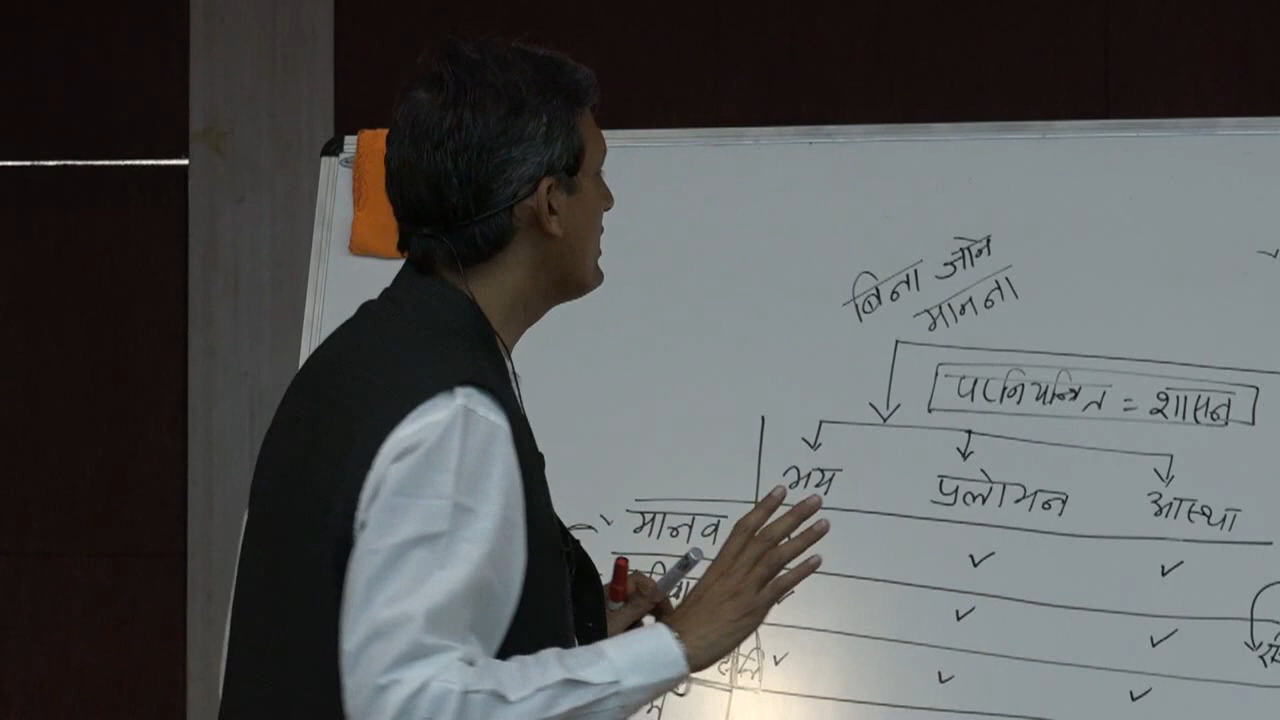 बिना जाने
मानना
परनियन्त्रित = शासन
भय प्रलोभन आस्था
मानव
✓ ✓
✓ ✓
✓ ✓ ✓